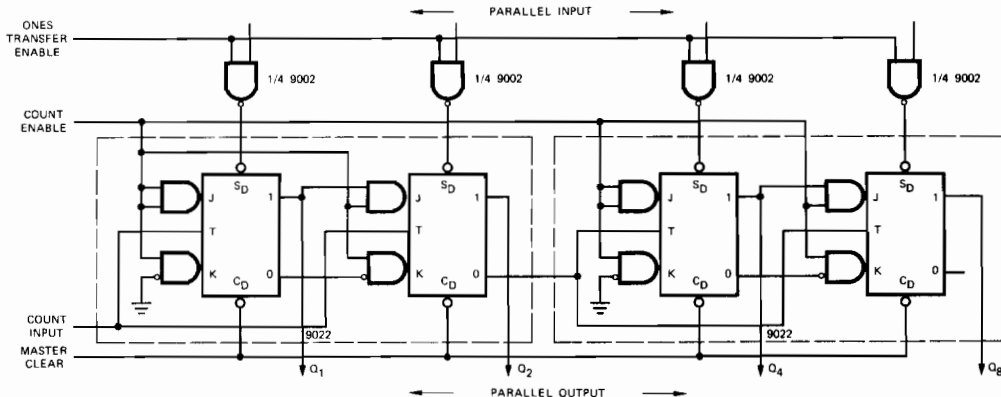 PARALLEL INPUT
ONES
TRANSFER
ENABLE
1/4 9002
1/4 9002
1/4 9002
1/4 9002
COUNT
ENABLE
SD
J
1
T
K
CD
0
SD
J
1
T
K
CD
0
SD
J
1
T
K
CD
0
SD
J
1
T
K
CD
0
COUNT
INPUT
9022
9022
MASTER
CLEAR
Q1
Q2
Q4
Q8
PARALLEL OUTPUT